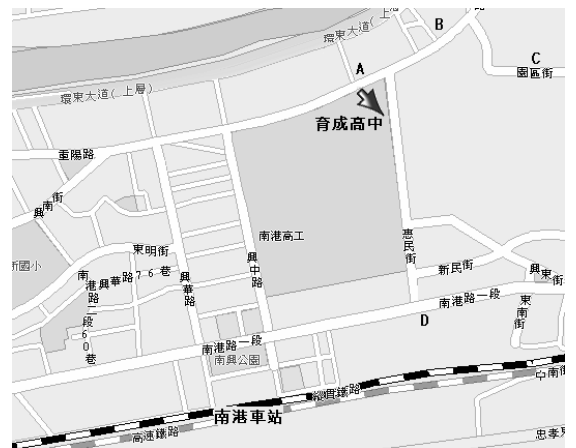 B
環東大道(上層)
C
園區街
A
環東大道(上層)
育成高中
重陽路
興南街
南港高工
惠民街
東明街
興中路
新民街
興東街
南港路二段60巷
興華路76巷
興華路
南港路一段
東南街
D
南港路一段
南興公園
縱貫鐵路
中南街
南港車站
高速鐵路